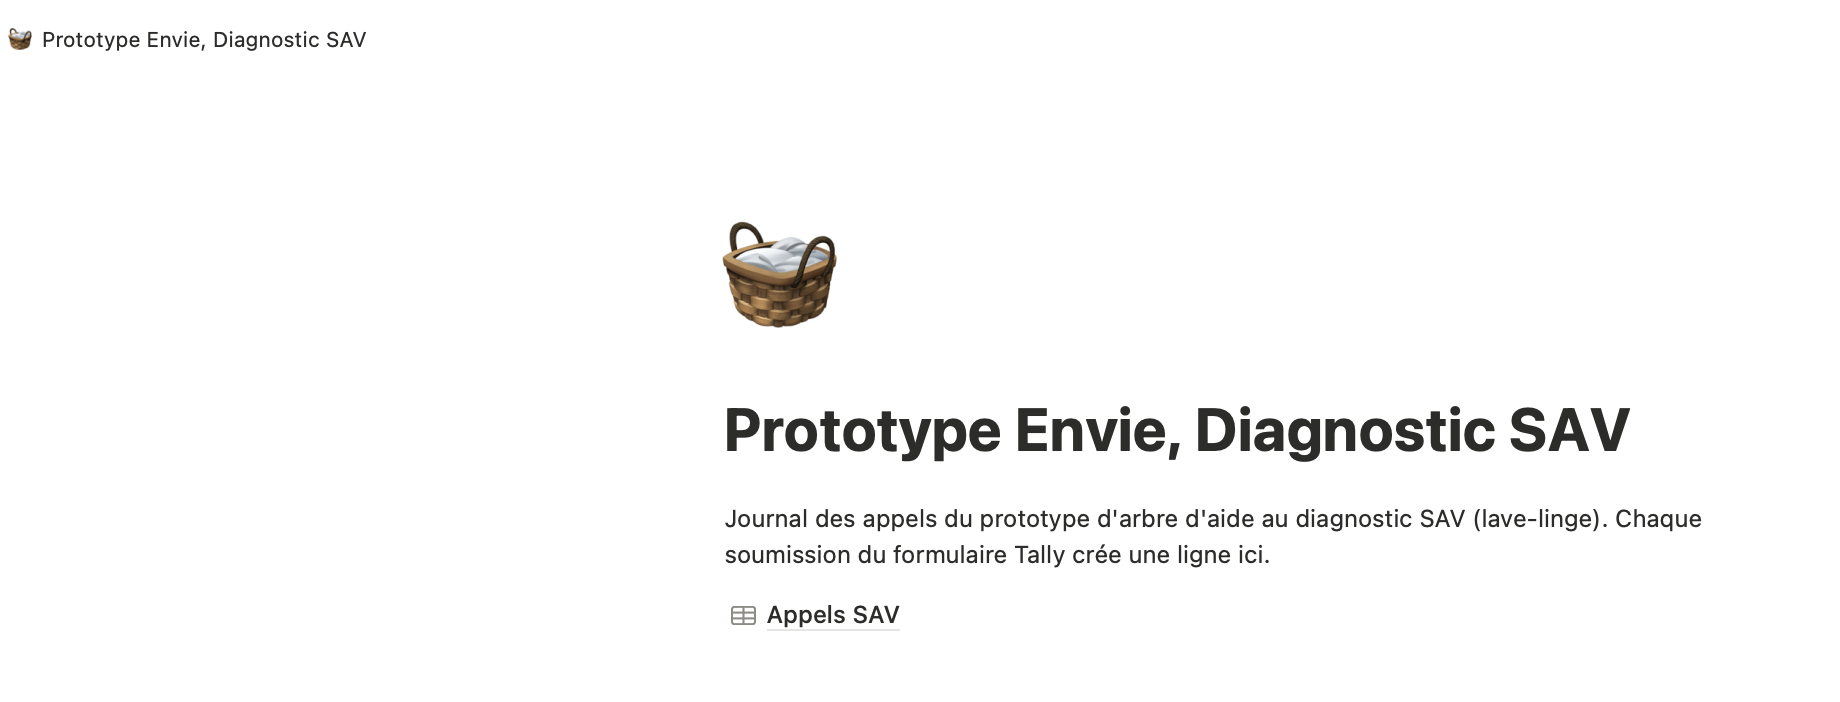 Prototype Envie, Diagnostic SAV
Prototype Envie, Diagnostic SAV
Journal des appels du prototype d'arbre d'aide au diagnostic SAV (lave-linge). Chaque
soumission du formulaire Tally crée une ligne ici.
Appels SAV